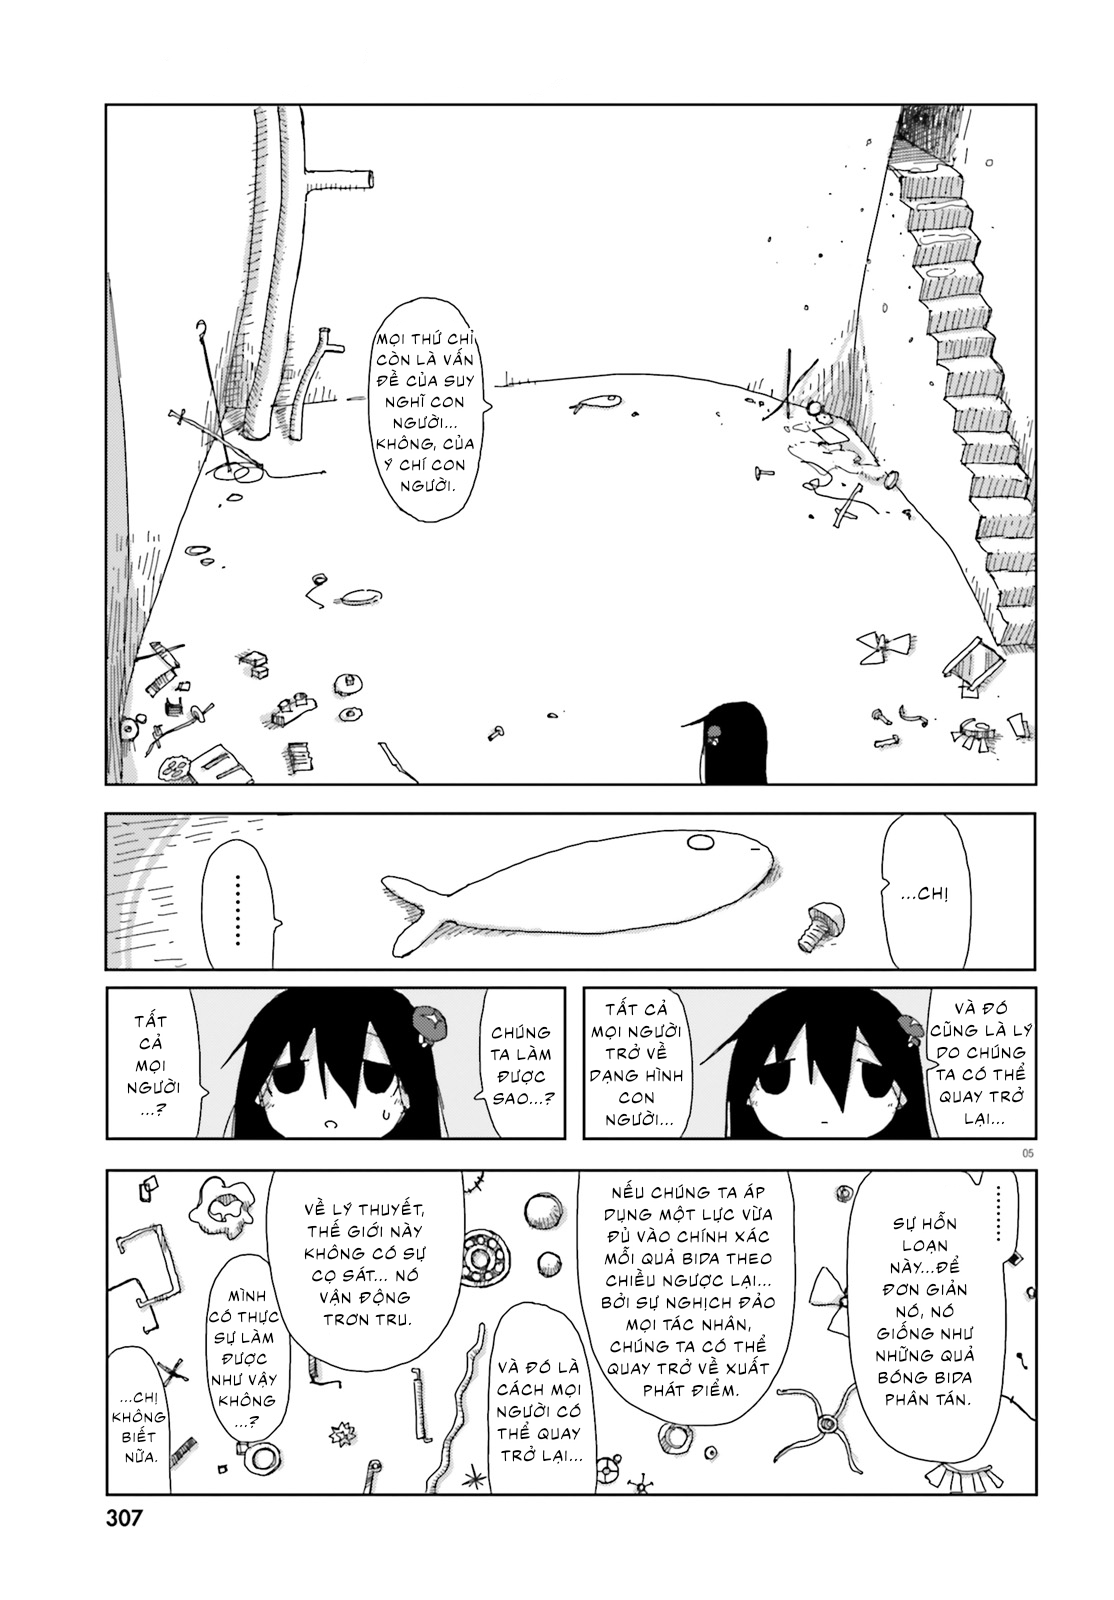 MỌI THỨ CHỈ
CÒN LÀ VẤN
ĐỀ CỦA SUY
NGHĨ CON
NGƯỜI...
KHÔNG, CỦA
Ý CHÍ CON
NGƯỜI.
...CHỊ
........
VÀ ĐÓ
CŨNG LÀ LÝ
DO CHÚNG
TA CÓ THỂ
QUAY TRỞ
LẠI...
TẤT CẢ
MỌI NGƯỜI
TRỞ VỀ
DẠNG HÌNH
CON
NGƯỜI...
CHÚNG
TA LÀM
ĐƯỢC
SAO...?
TẤT
CẢ
MỌI
NGƯỜI
...?
05
........
SỰ HỖN
LOẠN
NÀY...ĐỂ
ĐƠN GIẢN
NÓ, NÓ
GIỐNG NHƯ
NHỮNG QUẢ
BÓNG BIDA
PHÂN TÁN.
NẾU CHÚNG TA ÁP
DỤNG MỘT LỰC VỪA
ĐỦ VÀO CHÍNH XÁC
MỖI QUẢ BIDA THEO
CHIỀU NGƯỢC LẠI...
BỞI SỰ NGHỊCH ĐẢO
MỌI TÁC NHÂN,
CHÚNG TA CÓ THỂ
QUAY TRỞ VỀ XUẤT
PHÁT ĐIỂM.
VÀ ĐÓ LÀ
CÁCH MỌI
NGƯỜI CÓ
THỂ QUAY
TRỞ LẠI...
VỀ LÝ THUYẾT,
THẾ GIỚI NÀY
KHÔNG CÓ SỰ
CỌ SÁT... NÓ
VẬN ĐỘNG
TRƠN TRU.
MÌNH
CÓ THỰC
SỰ LÀM
ĐƯỢC
NHƯ VẬY
KHÔNG
...?
...CHỊ
KHÔNG
BIẾT
NỮA.
307